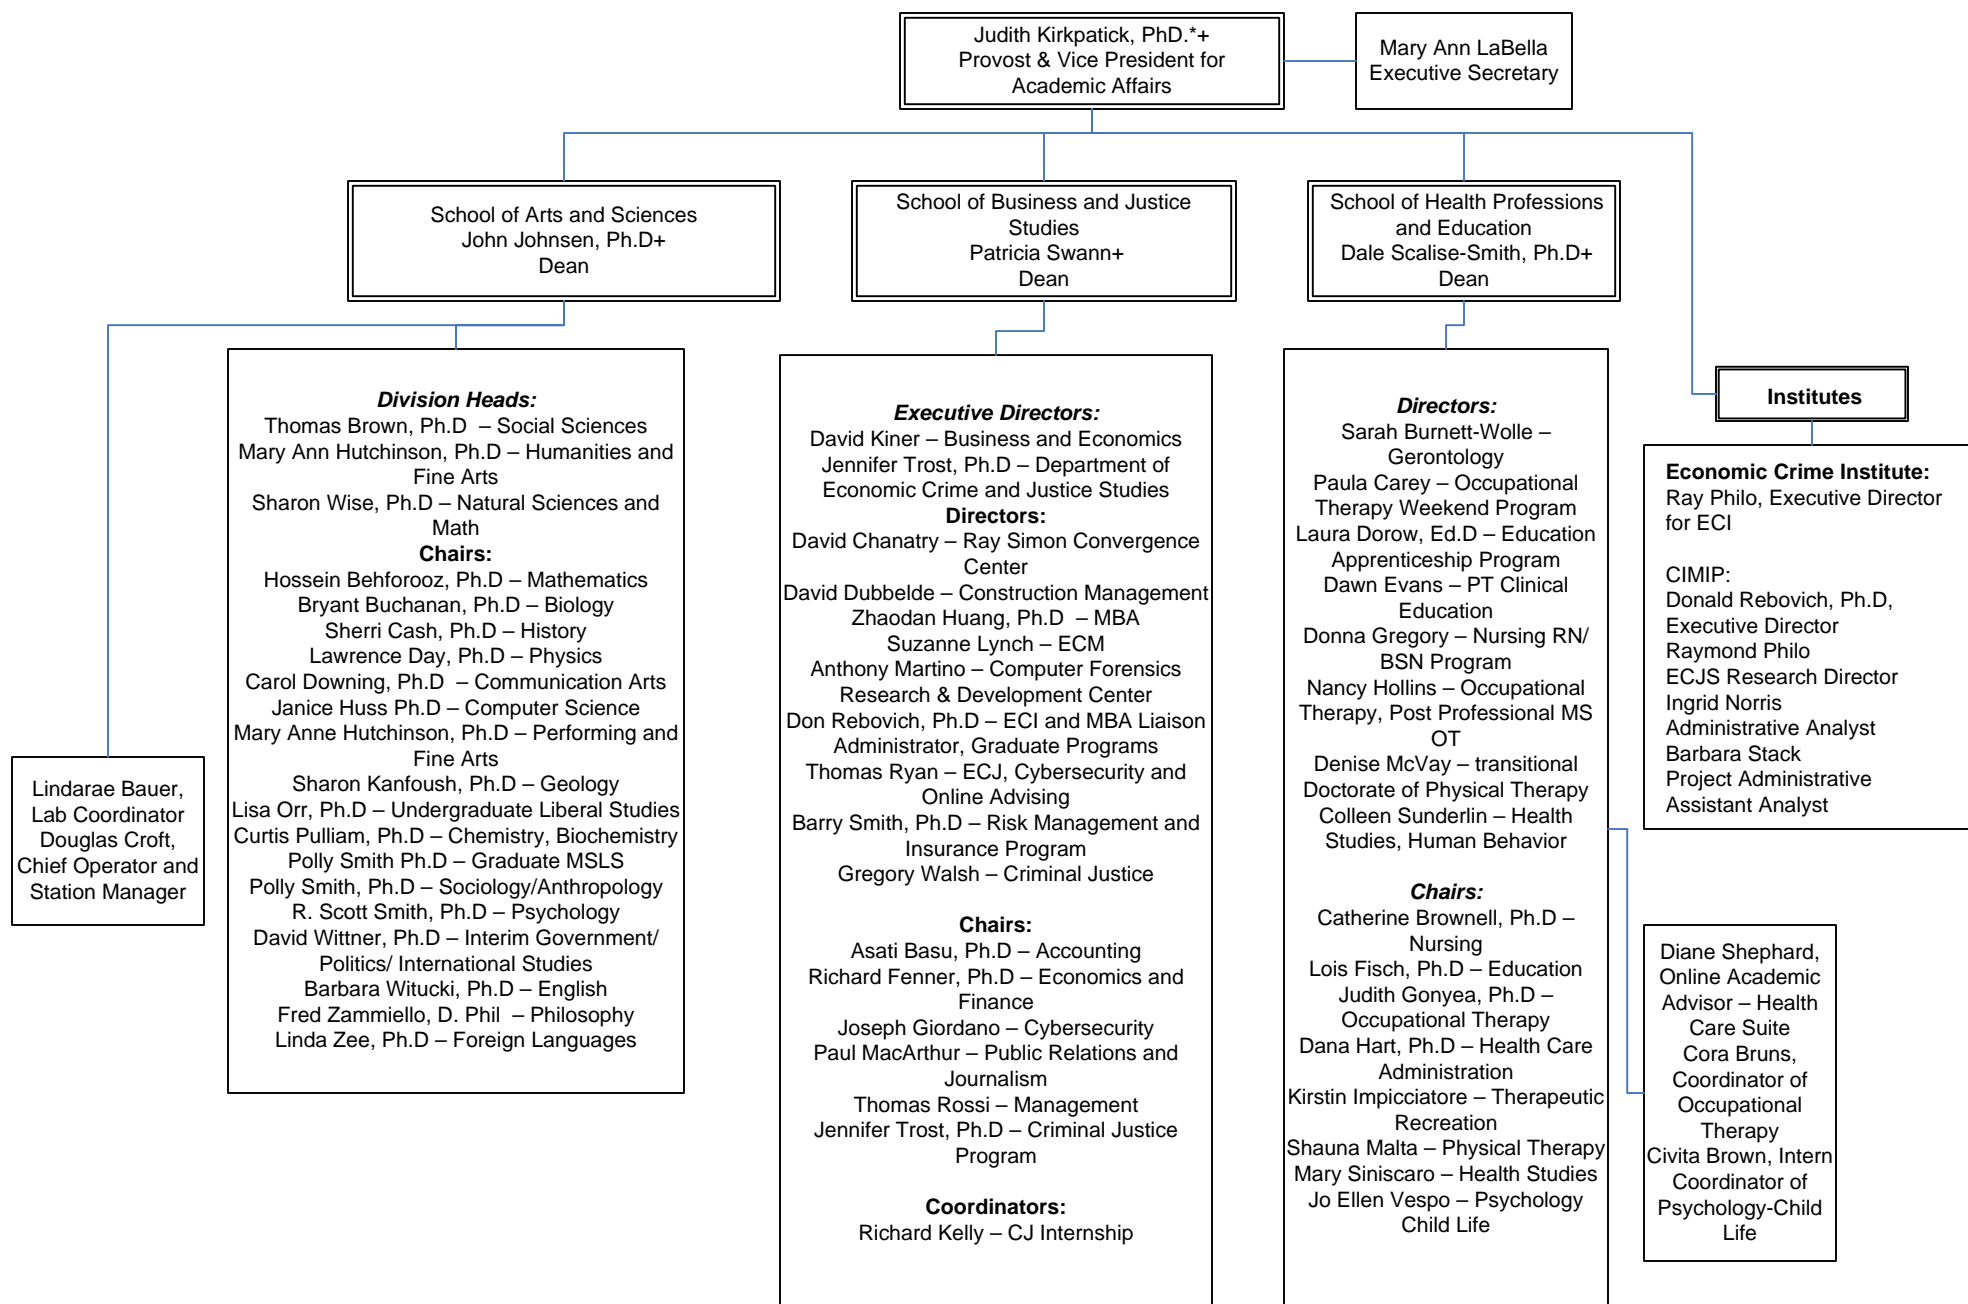 Judith Kirkpatick, PhD.*+
Provost & Vice President for
Academic Affairs
Mary Ann LaBella
Executive Secretary
School of Arts and Sciences
John Johnsen, Ph.D+
Dean
School of Business and Justice
Studies
Patricia Swann+
Dean
School of Health Professions
and Education
Dale Scalise-Smith, Ph.D+
Dean
Lindarae Bauer,
Lab Coordinator
Douglas Croft,
Chief Operator and
Station Manager
Division Heads:
Thomas Brown, Ph.D – Social Sciences
Mary Ann Hutchinson, Ph.D – Humanities and
Fine Arts
Sharon Wise, Ph.D – Natural Sciences and
Math
Chairs:
Hossein Behforooz, Ph.D – Mathematics
Bryant Buchanan, Ph.D – Biology
Sherri Cash, Ph.D – History
Lawrence Day, Ph.D – Physics
Carol Downing, Ph.D – Communication Arts
Janice Huss Ph.D – Computer Science
Mary Anne Hutchinson, Ph.D – Performing and
Fine Arts
Sharon Kanfoush, Ph.D – Geology
Lisa Orr, Ph.D – Undergraduate Liberal Studies
Curtis Pulliam, Ph.D – Chemistry, Biochemistry
Polly Smith Ph.D – Graduate MSLS
Polly Smith, Ph.D – Sociology/Anthropology
R. Scott Smith, Ph.D – Psychology
David Wittner, Ph.D – Interim Government/
Politics/ International Studies
Barbara Witucki, Ph.D – English
Fred Zammiello, D. Phil – Philosophy
Linda Zee, Ph.D – Foreign Languages
Executive Directors:
David Kiner – Business and Economics
Jennifer Trost, Ph.D – Department of
Economic Crime and Justice Studies
Directors:
David Chanatry – Ray Simon Convergence
Center
David Dubbelde – Construction Management
Zhaodan Huang, Ph.D – MBA
Suzanne Lynch – ECM
Anthony Martino – Computer Forensics
Research & Development Center
Don Rebovich, Ph.D – ECI and MBA Liaison
Administrator, Graduate Programs
Thomas Ryan – ECJ, Cybersecurity and
Online Advising
Barry Smith, Ph.D – Risk Management and
Insurance Program
Gregory Walsh – Criminal Justice
Chairs:
Asati Basu, Ph.D – Accounting
Richard Fenner, Ph.D – Economics and
Finance
Joseph Giordano – Cybersecurity
Paul MacArthur – Public Relations and
Journalism
Thomas Rossi – Management
Jennifer Trost, Ph.D – Criminal Justice
Program
Coordinators:
Richard Kelly – CJ Internship
Directors:
Sarah Burnett-Wolle –
Gerontology
Paula Carey – Occupational
Therapy Weekend Program
Laura Dorow, Ed.D – Education
Apprenticeship Program
Dawn Evans – PT Clinical
Education
Donna Gregory – Nursing RN/
BSN Program
Nancy Hollins – Occupational
Therapy, Post Professional MS
OT
Denise McVay – transitional
Doctorate of Physical Therapy
Colleen Sunderlin – Health
Studies, Human Behavior
Chairs:
Catherine Brownell, Ph.D –
Nursing
Lois Fisch, Ph.D – Education
Judith Gonyea, Ph.D –
Occupational Therapy
Dana Hart, Ph.D – Health Care
Administration
Kirstin Impicciatore – Therapeutic
Recreation
Shauna Malta – Physical Therapy
Mary Siniscaro – Health Studies
Jo Ellen Vespo – Psychology
Child Life
Institutes
Economic Crime Institute:
Ray Philo, Executive Director
for ECI
CIMIP:
Donald Rebovich, Ph.D,
Executive Director
Raymond Philo
ECJS Research Director
Ingrid Norris
Administrative Analyst
Barbara Stack
Project Administrative
Assistant Analyst
Diane Shephard,
Online Academic
Advisor – Health
Care Suite
Cora Bruns,
Coordinator of
Occupational
Therapy
Civita Brown, Intern
Coordinator of
Psychology-Child
Life